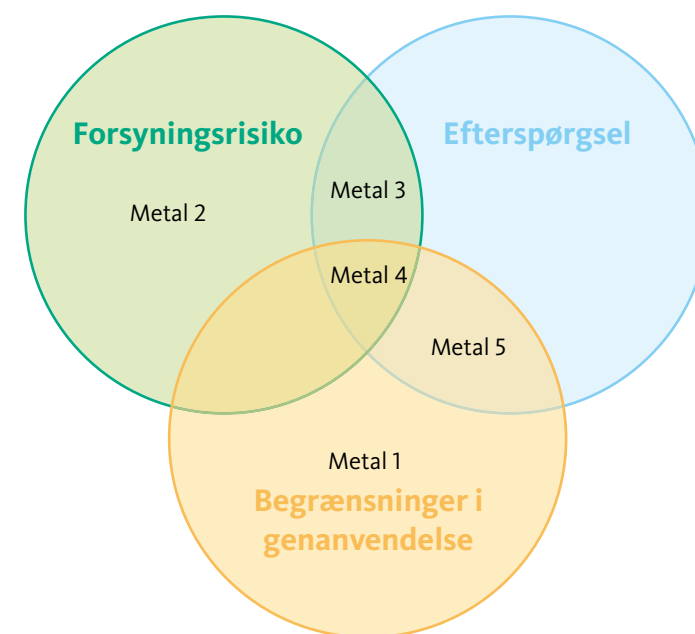 Forsyningsrisiko
Efterspørgsel
Metal 3
Metal 2
Metal 4
Metal 5
Metal 1
Begrænsninger i
genanvendelse